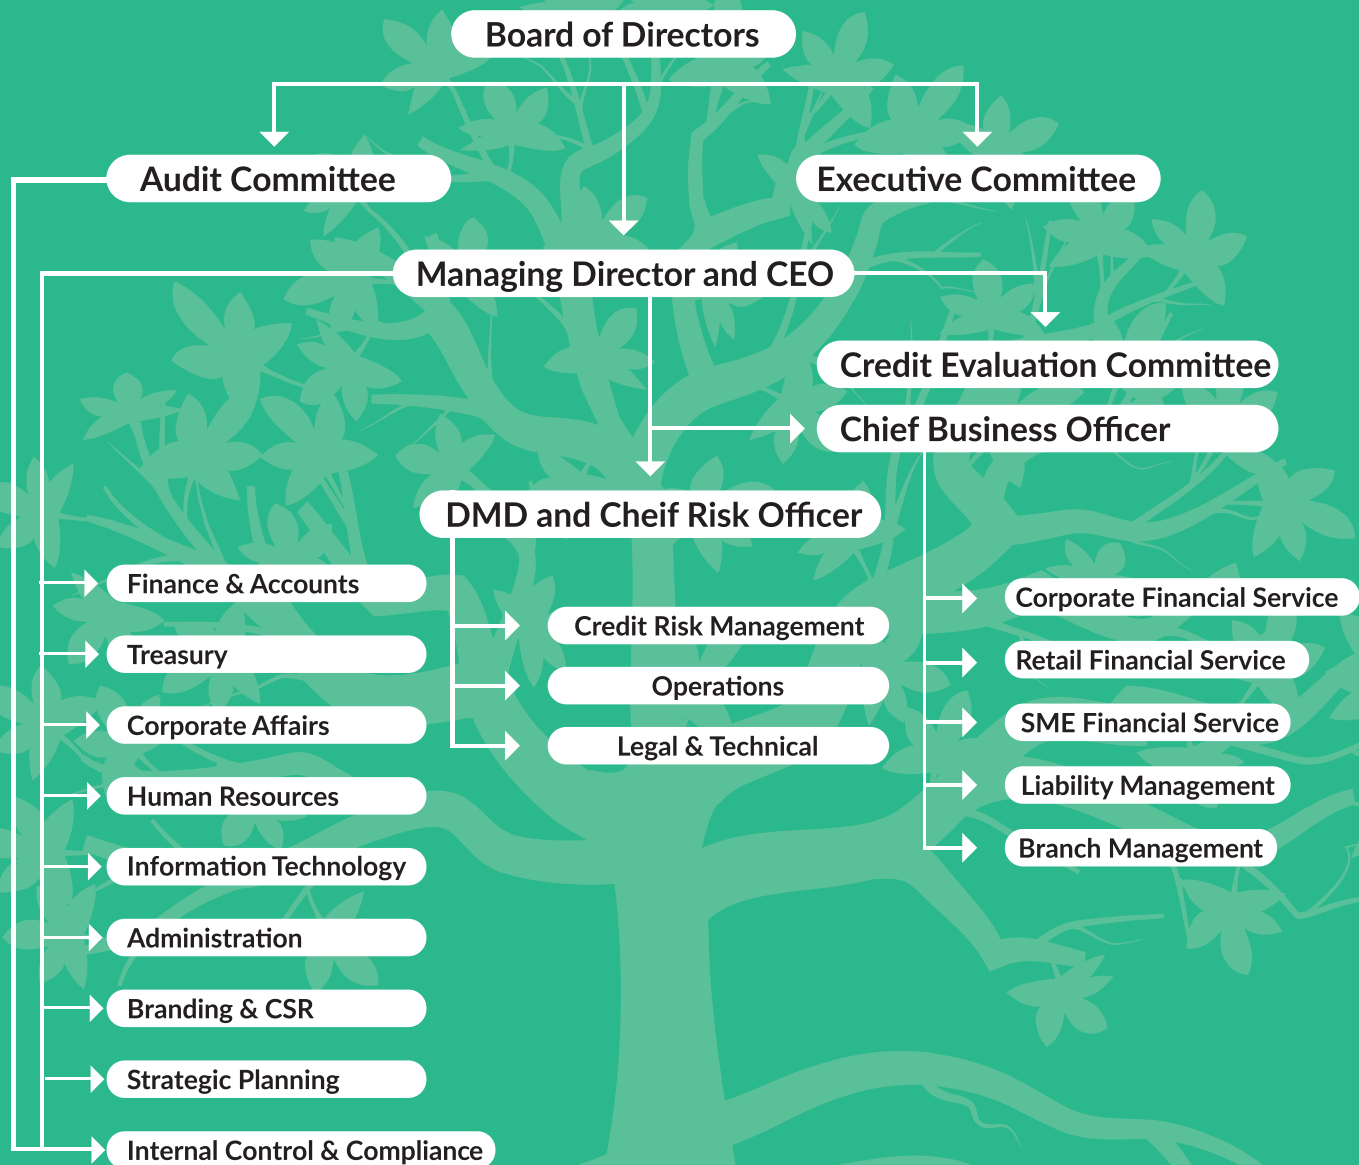 Board of Directors
Audit Committee
Executive Committee
Managing Director and CEO
Credit Evaluation Committee
Chief Business Officer
DMD and Cheif Risk Officer
Finance & Accounts
Treasury
Corporate Affairs
Human Resources
Information Technology
Administration
Branding & CSR
Strategic Planning
Internal Control & Compliance
Credit Risk Management
Operations
Legal & Technical
Corporate Financial Service
Retail Financial Service
SME Financial Service
Liability Management
Branch Management